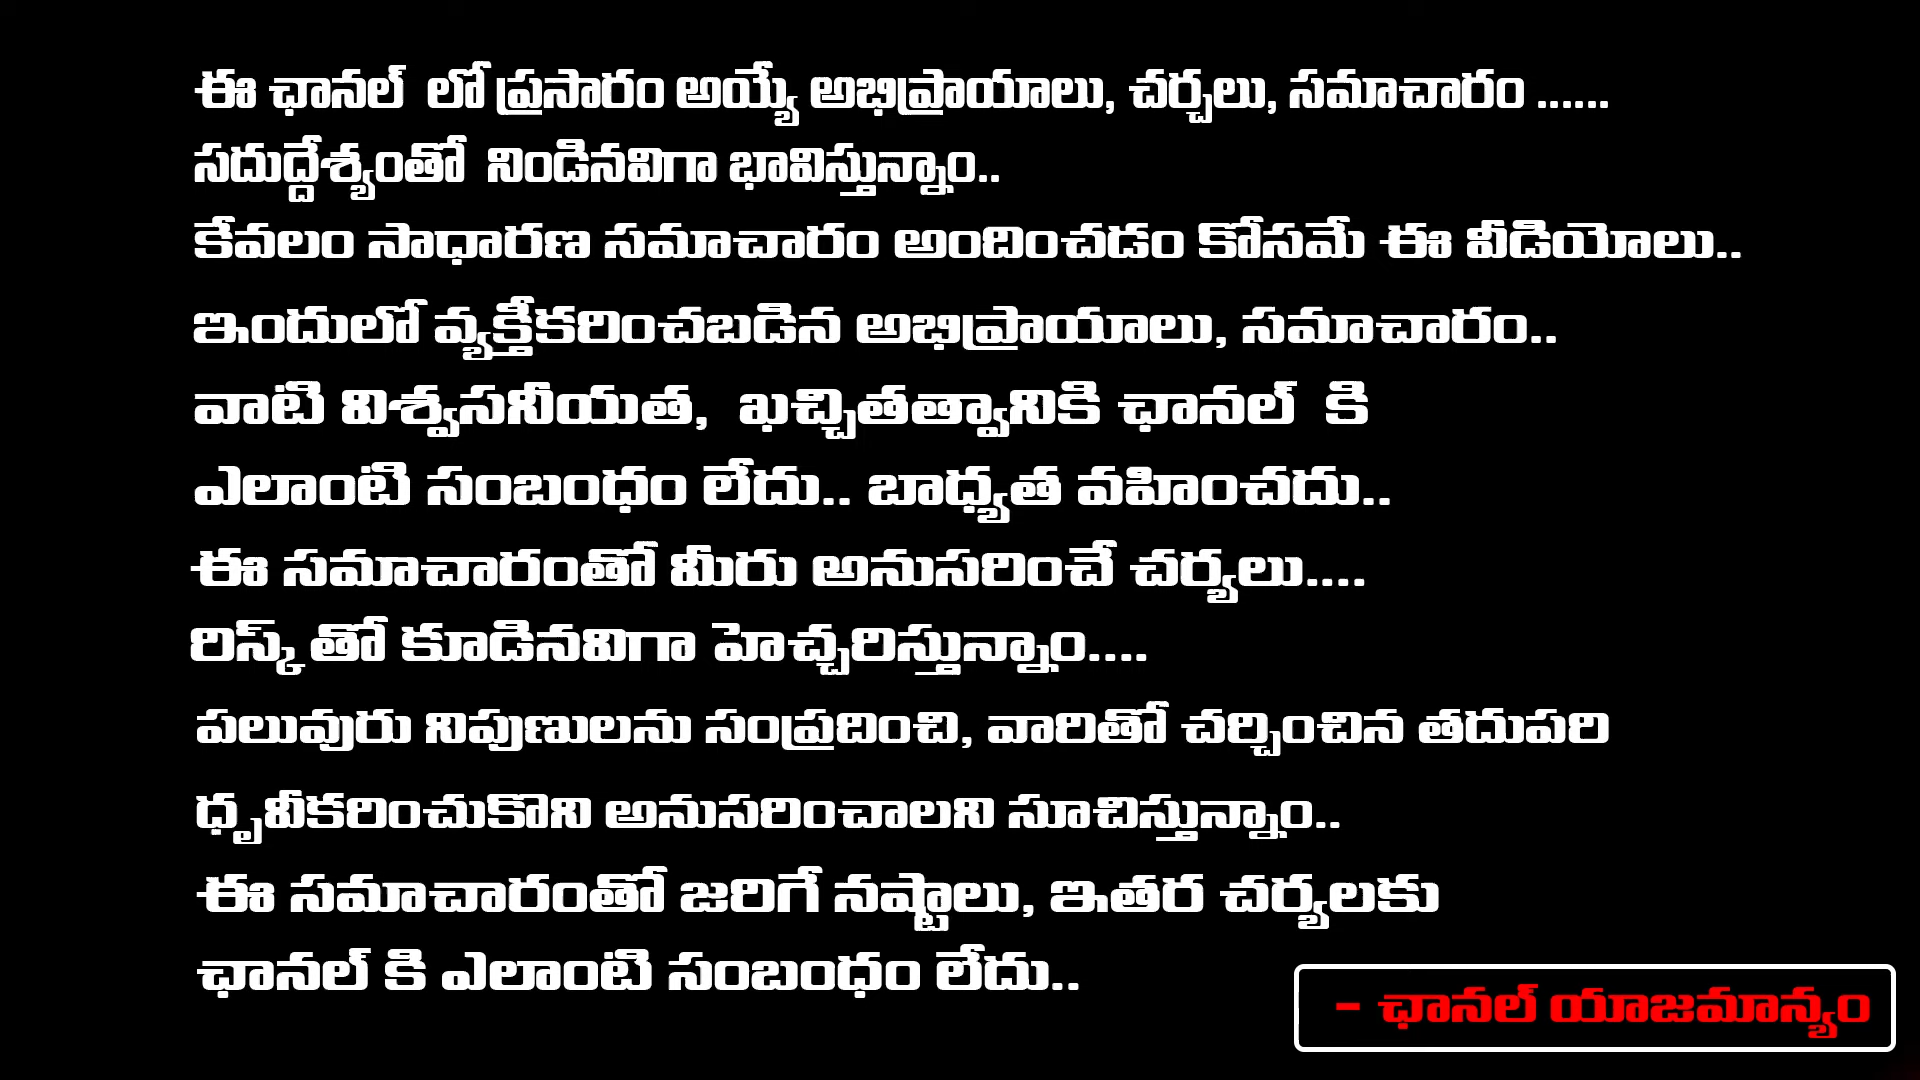 ఈ ఛానల్ లో ప్రసారం అయ్యే అభిప్రాయాలు, చర్చలు, సమాచారం ......
సదుద్దేశ్యంతో నిండినవిగా భావిస్తున్నాం..
కేవలం సాధారణ సమాచారం అందించడం కోసమే ఈ వీడియోలు..
ఇందులో వ్యక్తీకరించబడిన అభిప్రాయాలు, సమాచారం..
వాటి విశ్వసనీయత, ఖచ్చితత్వానికి ఛానల్ కి
ఎలాంటి సంబంధం లేదు.. బాధ్యత వహించదు..
ఈ సమాచారంతో మీరు అనుసరించే చర్యలు....
రిస్క్ తో కూడినవిగా హెచ్చరిస్తున్నాం....
పలువురు నిపుణులను సంప్రదించి, వారితో చర్చించిన తదుపరి
ధృవీకరించుకొని అనుసరించాలని సూచిస్తున్నాం..
ఈ సమాచారంతో జరిగే నష్టాలు, ఇతర చర్యలకు
ఛానల్ కి ఎలాంటి సంబంధం లేదు..
- ఛానల్ యాజమాన్యం